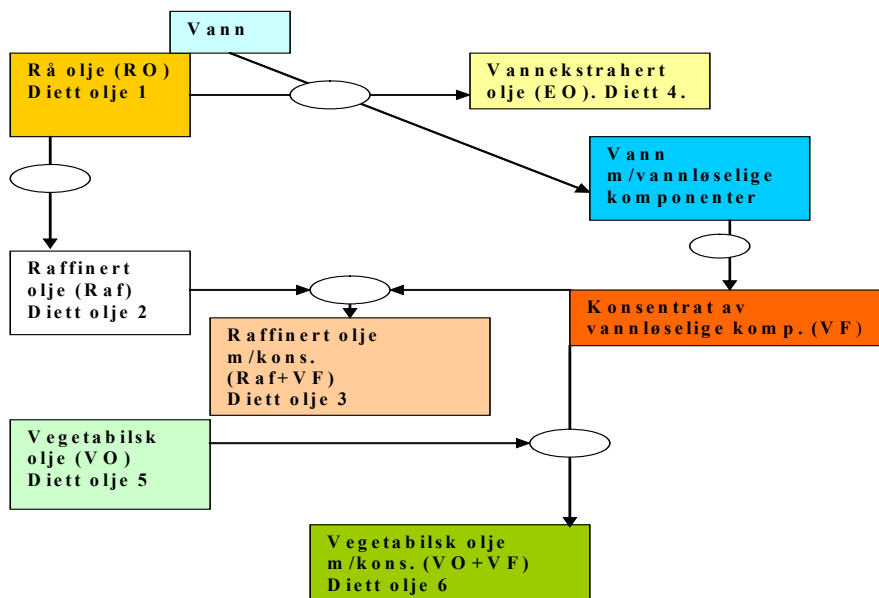 Vann
Rå olje (RO)
Diett olje 1
Vannekstrahert
olje (EO). Diett 4.
Vann
m/vannløselige
komponenter
Raffinert
olje (Raf)
Diett olje 2
Konsentrat av
vannløselige komp. (VF)
Raffinert olje
m/kons.
(Raf+VF)
Diett olje 3
Vegetabilsk
olje (VO)
Diett olje 5
Vegetabilsk olje
m/kons. (VO+VF)
Diett olje 6